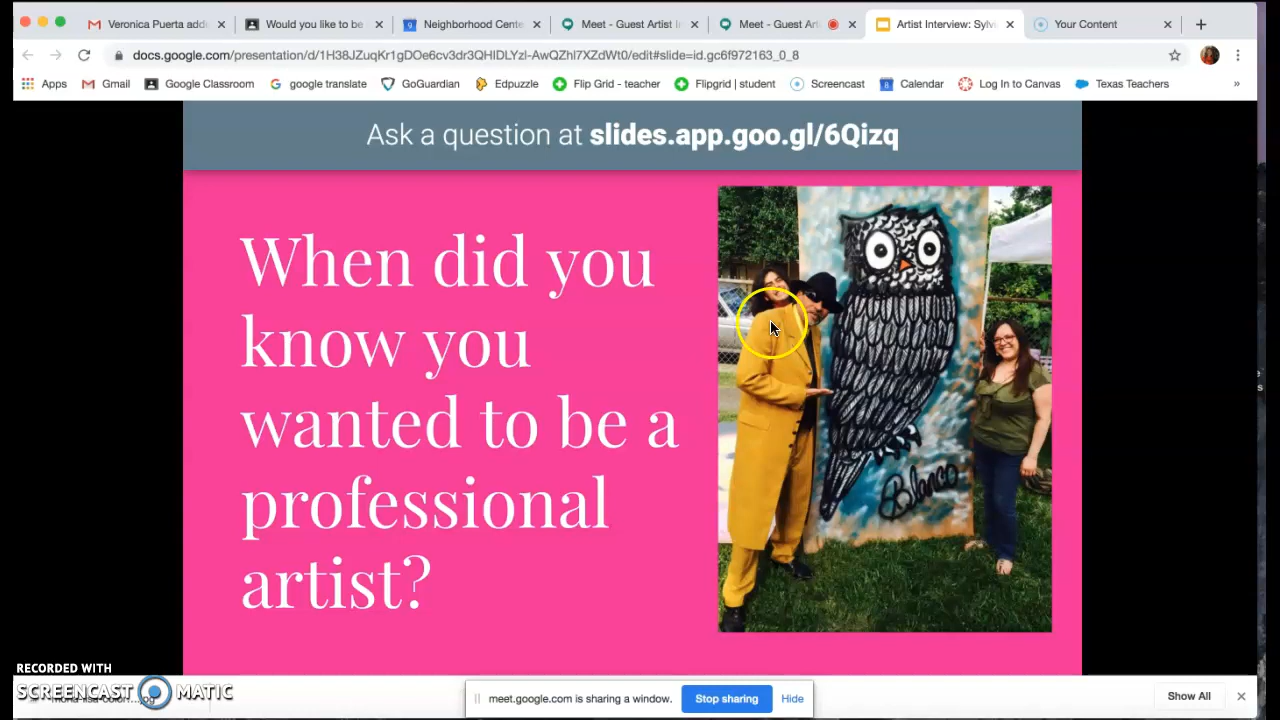 Veronica Puerta add
Would you like to be
Neighborhood Cente
Meet - Guest Artist I
Meet - Guest Art
Artist Interview: Sylv
Your Content
docs.google.com/presentation/d/1H38JZuqKr1gDOe6cv3dr3QHIDLYzl-AwQZhl7XZdWt0/edit#slide=id.gc6f972163_0_8
Apps
Gmail
Google Classroom
google translate
GoGuardian
Edpuzzle
Flip Grid - teacher
Flipgrid | student
Screencast
Calendar
Log In to Canvas
Texas Teachers
»
Ask a question at slides.app.goo.gl/6Qizq
When did you
know you
wanted to be a
professional
artist?
Blanco
RECORDED WITH
SCREENCAST MATIC
meet.google.com is sharing a window.
Stop sharing
Hide
Show All